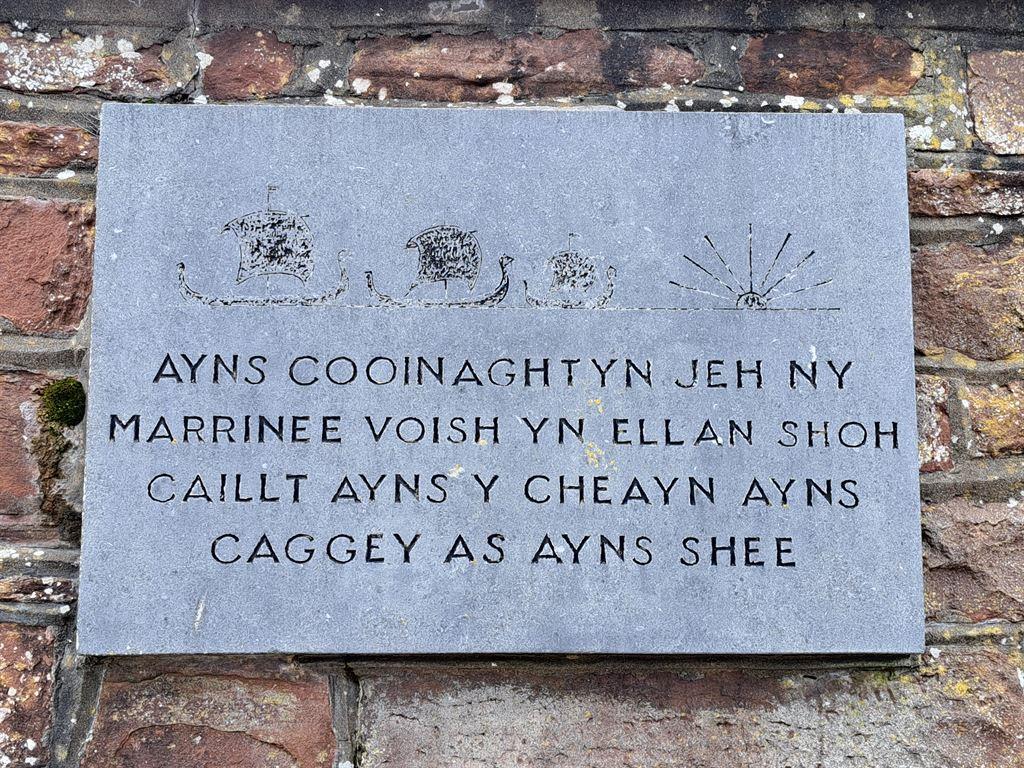 AYNS COOINAGHTYN JEH NY
MARRINEE VOISH YN ELLAN SHOH
CAILLT AYNS Y CHEAYN AYNS
CAGGEY AS AYNS SHEE